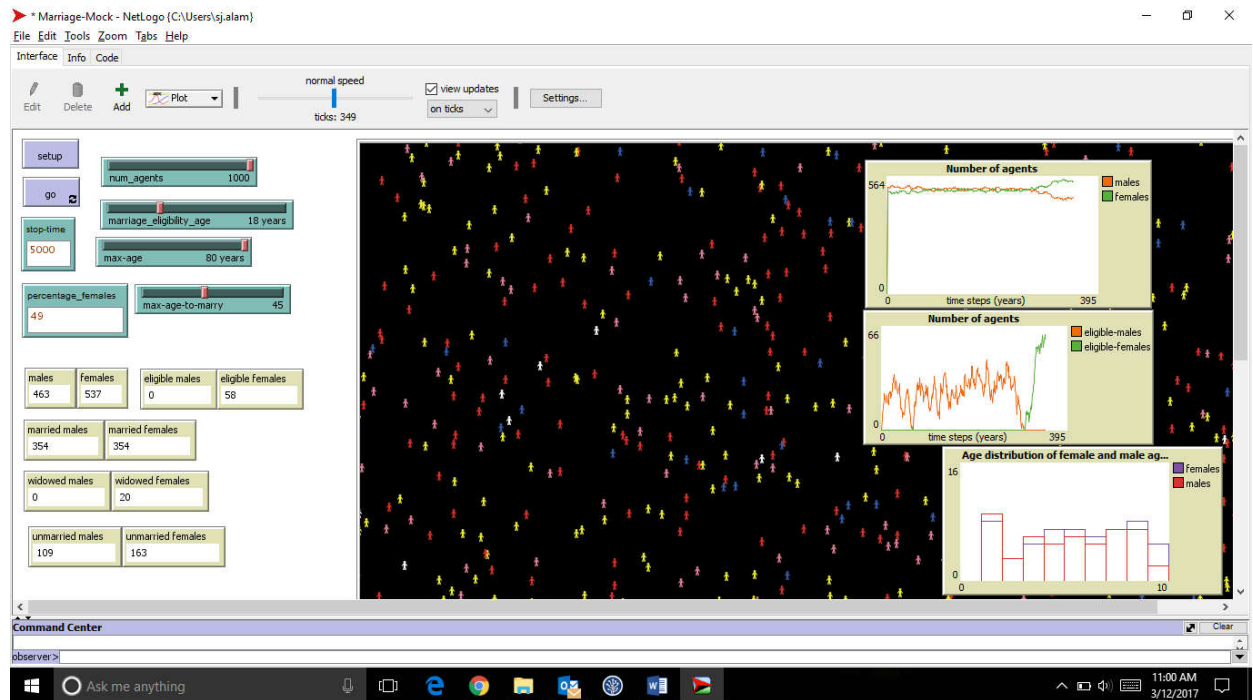 * Marriage-Mock - NetLogo {C:\Users\sj.alam}
File Edit Tools Zoom Tabs Help
Interface Info Code
Edit Delete Add Plot
normal speed
ticks: 349
view updates
on ticks
Settings...
setup
go
num_agents 1000
marriage_eligibility_age 18 years
stop-time
5000
max-age 80 years
percentage_females
49
max-age-to-marry 45
males
463
females
537
eligible males
0
eligible females
58
married males
354
married females
354
widowed males
0
widowed females
20
unmarried males
109
unmarried females
163
Number of agents
564
0
0 time steps (years) 395
males
females
Number of agents
66
0
0 time steps (years) 395
eligible-males
eligible-females
Age distribution of female and male ag...
16
0
0 10
females
males
Command Center Clear
observer>
Ask me anything
11:00 AM
3/12/2017